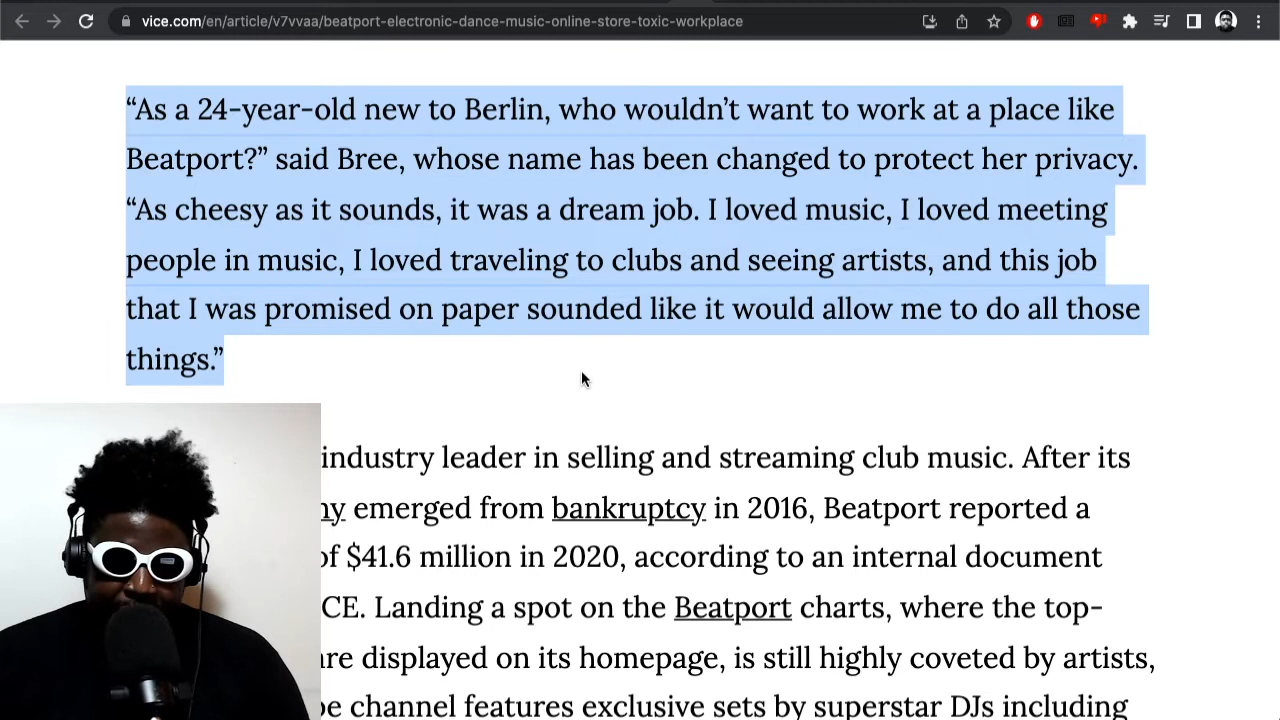 vice.com/en/article/v7vvaa/beatport-electronic-dance-music-online-store-toxic-workplace
“As a 24-year-old new to Berlin, who wouldn’t want to work at a place like
Beatport?” said Bree, whose name has been changed to protect her privacy.
“As cheesy as it sounds, it was a dream job. I loved music, I loved meeting
people in music, I loved traveling to clubs and seeing artists, and this job
that I was promised on paper sounded like it would allow me to do all those
things.”
industry leader in selling and streaming club music. After its
emerged from bankruptcy in 2016, Beatport reported a
of $41.6 million in 2020, according to an internal document
CE. Landing a spot on the Beatport charts, where the top-
are displayed on its homepage, is still highly coveted by artists,
channel features exclusive sets by superstar DJs including